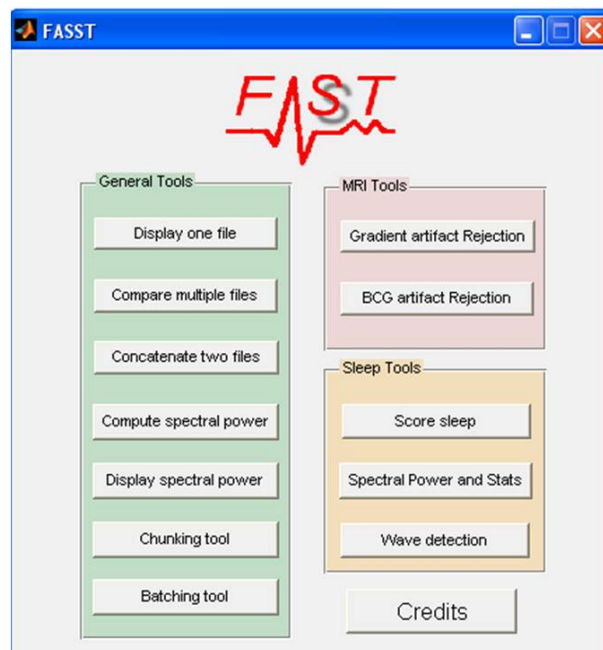 FASST
FASST
General Tools
Display one file
Compare multiple files
Concatenate two files
Compute spectral power
Display spectral power
Chunking tool
Batching tool
MRI Tools
Gradient artifact Rejection
BCG artifact Rejection
Sleep Tools
Score sleep
Spectral Power and Stats
Wave detection
Credits